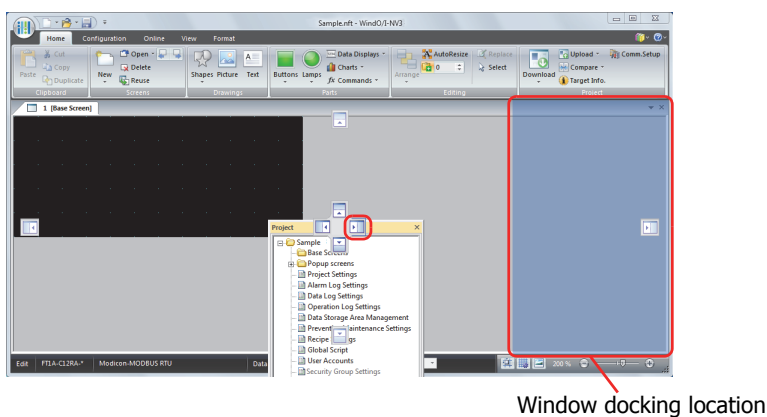 Sample.nft - WindO/I-NV3
Home Configuration Online View Format
Paste Cut Copy Duplicate
New Open Delete Reuse
Shapes Picture Text
Buttons Lamps Data Displays Charts fx Commands
Arrange AutoResize 0 Replace Select
Download Upload Compare Target Info. Comm.Setup
Clipboard Screens Drawings Parts Editing Project
1 [Base Screen]
Project
Sample
Base Screens
Popup screens
Project Settings
Alarm Log Settings
Data Log Settings
Operation Log Settings
Data Storage Area Management
Maintenance Settings
Recipe
Global Script
User Accounts
Security Group Settings
Edit FT1A-C12RA-* Modicon-MODBUS RTU Data 200 %
Window docking location